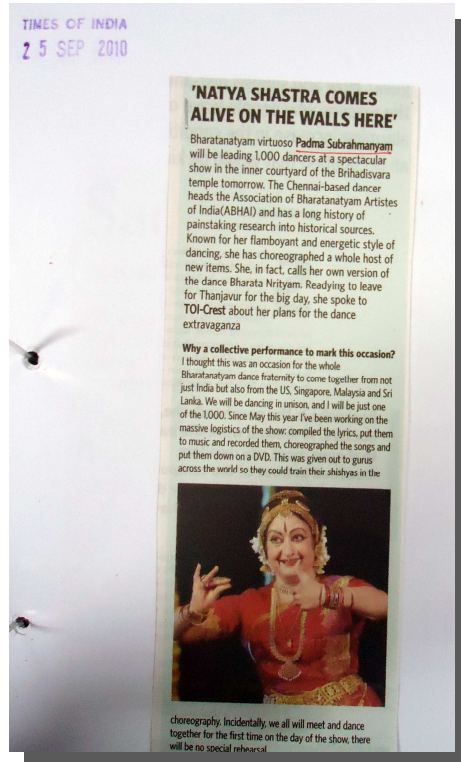 TIMES OF INDIA
25 SEP 2010
'NATYA SHASTRA COMES
ALIVE ON THE WALLS HERE'
Bharatanatyam virtuoso Padma Subrahmanyam
will be leading 1,000 dancers at a spectacular
show in the inner courtyard of the Brihadisvara
temple tomorrow. The Chennai-based dancer
heads the Association of Bharatanatyam Artistes
of India(ABHAI) and has a long history of
painstaking research into historical sources.
Known for her flamboyant and energetic style of
dancing, she has choreographed a whole host of
new items. She, in fact, calls her own version of
the dance Bharata Nrityam. Readying to leave
for Thanjavur for the big day, she spoke to
TOI-Crest about her plans for the dance
extravaganza
Why a collective performance to mark this occasion?
I thought this was an occasion for the whole
Bharatanatyam dance fraternity to come together from not
just India but also from the US, Singapore, Malaysia and Sri
Lanka. We will be dancing in unison, and I will be just one
of the 1,000. Since May this year I've been working on the
massive logistics of the show: compiled the lyrics, put them
to music and recorded them, choreographed the songs and
put them down on a DVD. This was given out to gurus
across the world so they could train their shishyas in the
choreography. Incidentally, we all will meet and dance
together for the first time on the day of the show, there
will be no special rehearsal